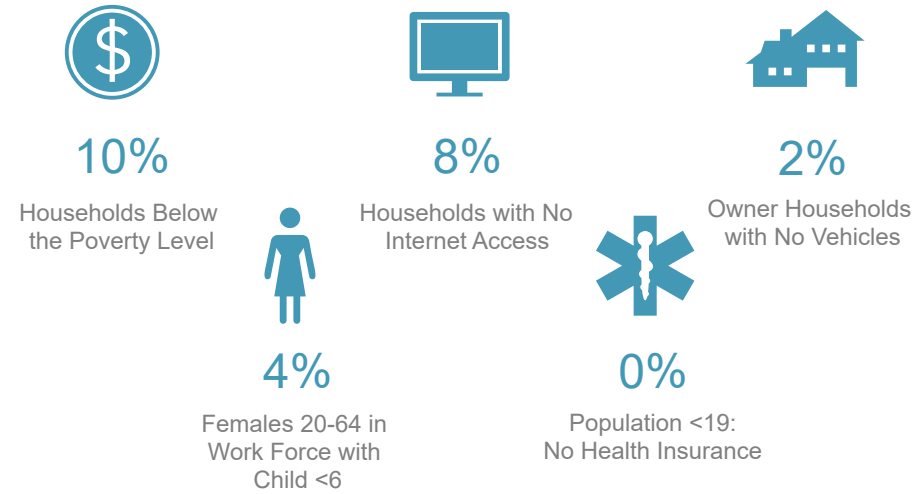 $
10%
Households Below
the Poverty Level
8%
Households with No
Internet Access
2%
Owner Households
with No Vehicles
4%
Females 20-64 in
Work Force with
Child <6
0%
Population <19:
No Health Insurance